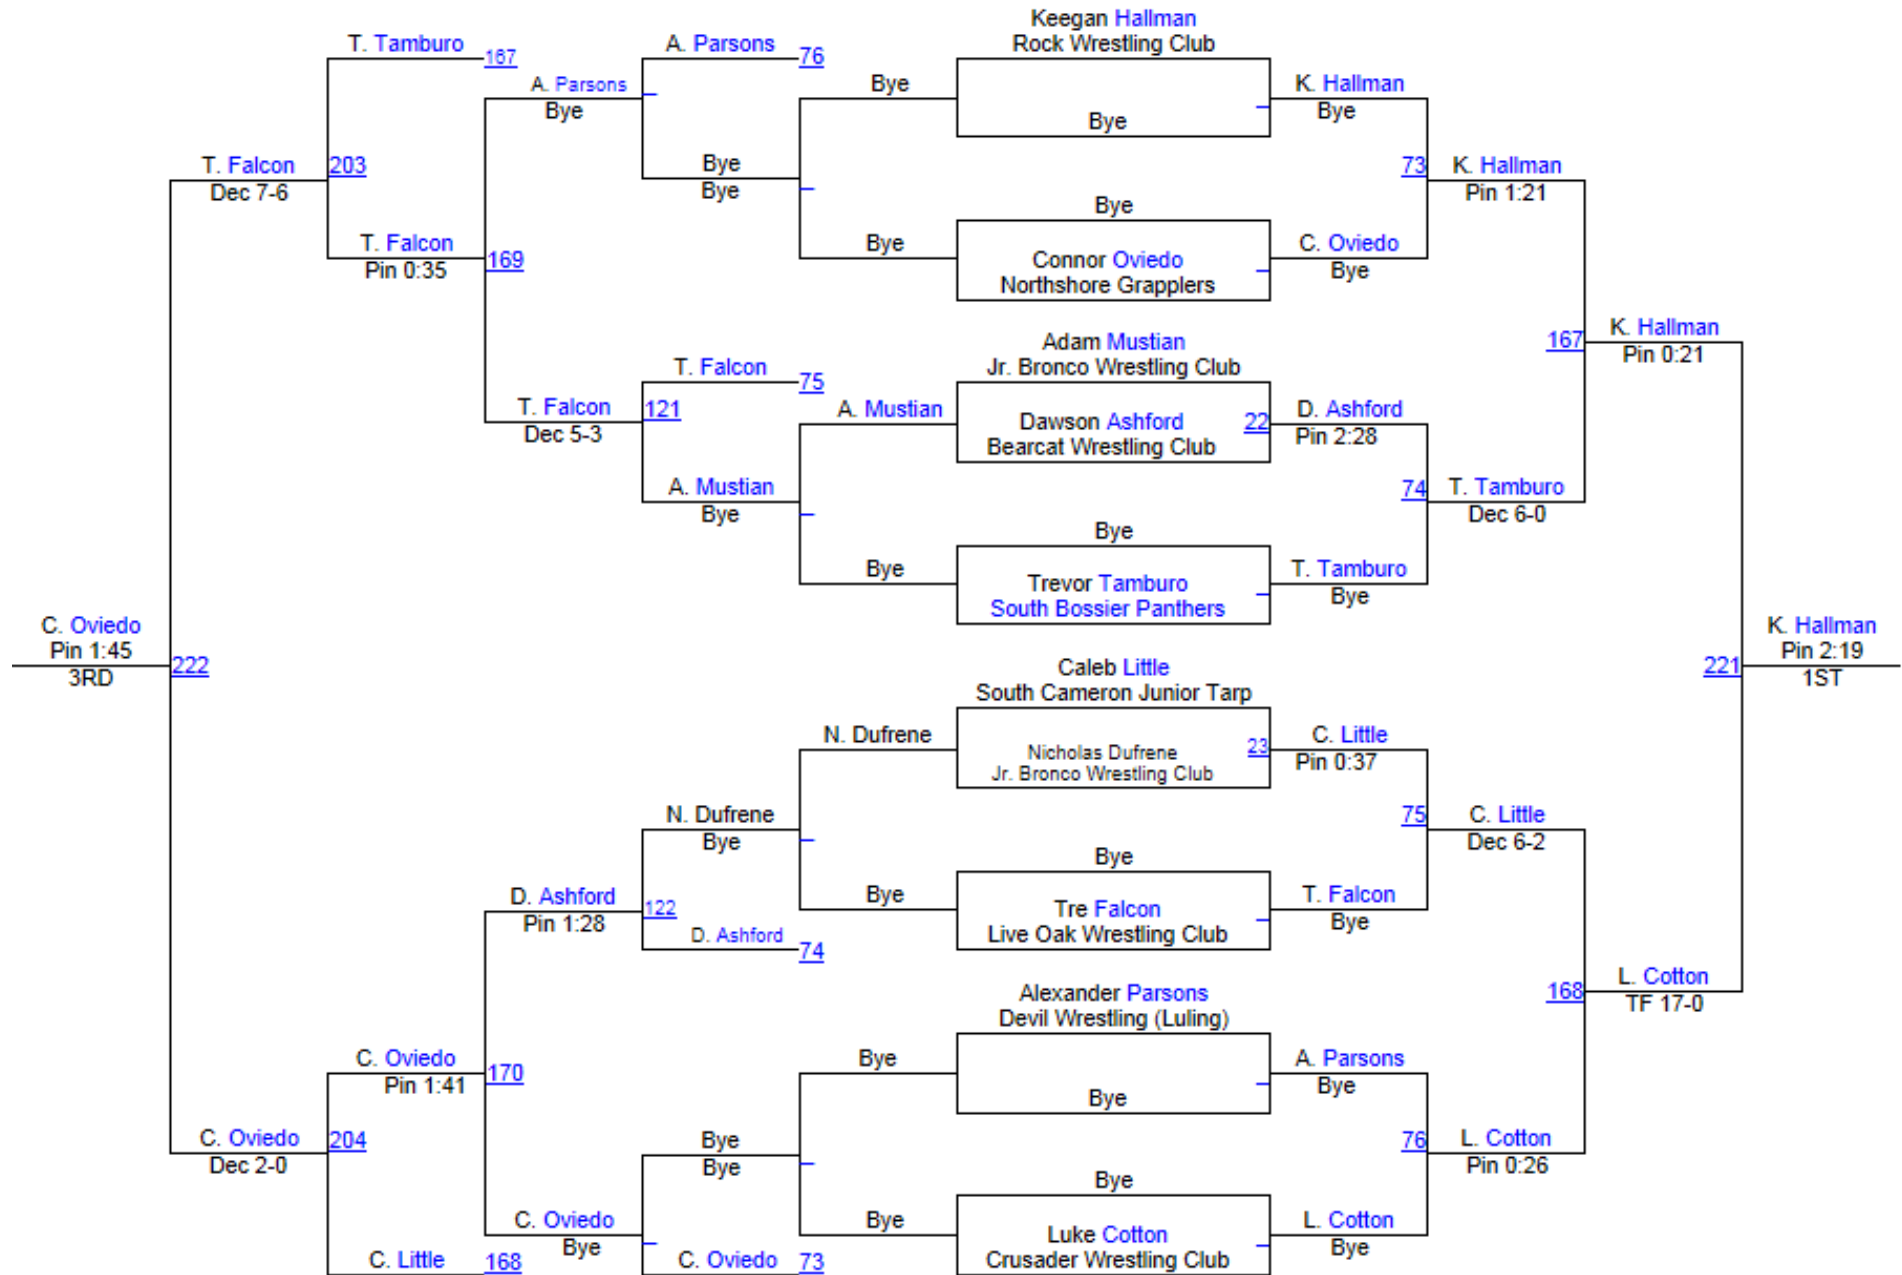 Keegan Hallman
T. Tamburo
A. Parsons
Rock Wrestling Club
167
76
A. Parsons
Bye
K. Hallman
Bye
Bye
Bye
T. Falcon
203
Bye
73
K. Hallman
Dec 7-6
Bye
Pin 1:21
Bye
T. Falcon
Bye
C. Oviedo
Pin 0:35
169
Connor Oviedo
Bye
Northshore Grapplers
K. Hallman
Adam Mustian
167
Pin 0:21
T. Falcon
Jr. Bronco Wrestling Club
75
T. Falcon
121
A. Mustian
Dawson Ashford
22
D. Ashford
Dec 5-3
Bearcat Wrestling Club
Pin 2:28
A. Mustian
74
T. Tamburo
Bye
Dec 6-0
Bye
Bye
Trevor Tamburo
T. Tamburo
South Bossier Panthers
Bye
C. Oviedo
K. Hallman
Pin 1:45
Pin 2:19
222
Caleb Little
221
3RD
1ST
South Cameron Junior Tarp
N. Dufrene
Nicholas Dufrene
23
C. Little
Jr. Bronco Wrestling Club
Pin 0:37
N. Dufrene
75
C. Little
Bye
Dec 6-2
Bye
D. Ashford
122
Bye
Tre Falcon
T. Falcon
Pin 1:28
Live Oak Wrestling Club
Bye
D. Ashford
74
L. Cotton
Alexander Parsons
168
TF 17-0
Devil Wrestling (Luling)
C. Oviedo
170
Bye
A. Parsons
Pin 1:41
Bye
Bye
C. Oviedo
204
Bye
76
L. Cotton
Dec 2-0
Bye
Pin 0:26
Bye
C. Oviedo
Bye
Luke Cotton
L. Cotton
Bye
Crusader Wrestling Club
Bye
C. Little
168
C. Oviedo
73